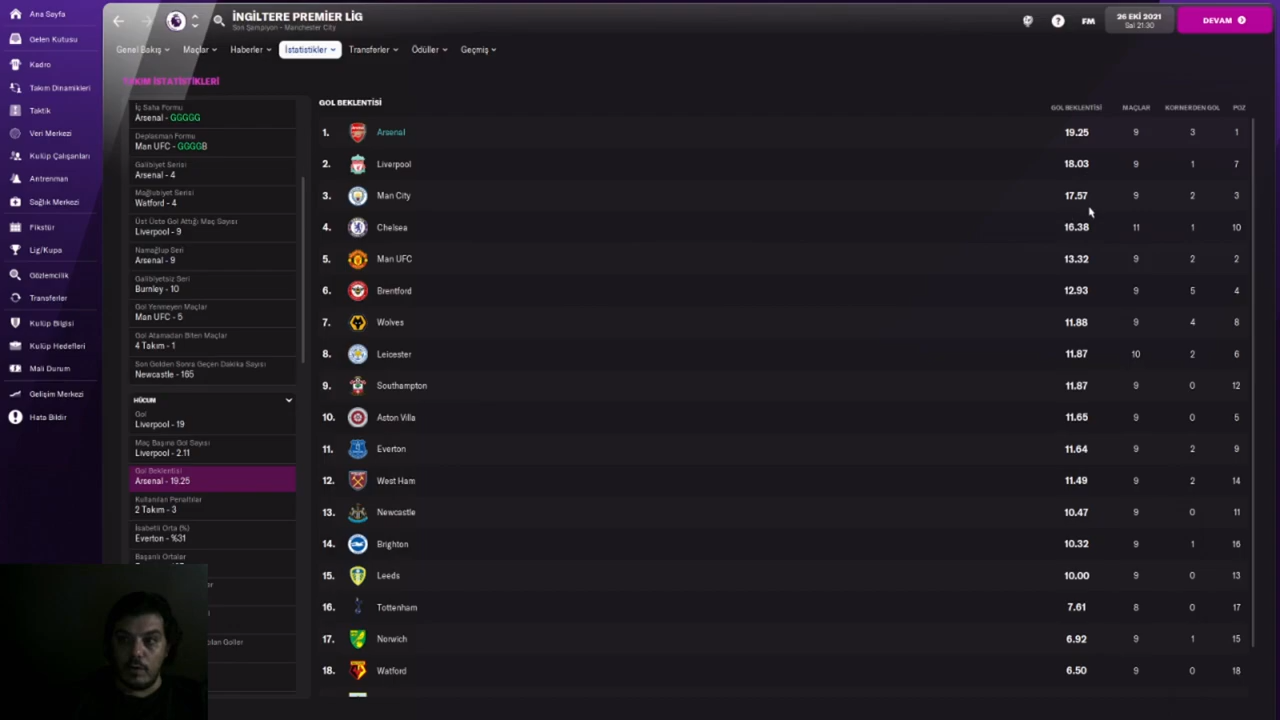 Ana Sayfa
Gelen Kutusu
Kadro
Takım Dinamikleri
Taktik
Veri Merkezi
Kulüp Çalışanları
Antrenman
Sağlık Merkezi
Fikstür
Lig/Kupa
Gözlemcilik
Transferler
Kulüp Bilgisi
Kulüp Hedefleri
Mali Durum
Gelişim Merkezi
Hata Bildir
İNGİLTERE PREMİER LİG
Son Şampiyon - Manchester City
FM
26 EKİ 2021
Sal 21:30
DEVAM
Genel Bakış Maçlar Haberler İstatistikler Transferler Ödüller Geçmiş
TAKIM İSTATİSTİKLERİ
İç Saha Formu
Arsenal - GGGGG
Deplasman Formu
Man UFC - GGGGB
Galibiyet Serisi
Arsenal - 4
Mağlubiyet Serisi
Watford - 4
Üst Üste Gol Attığı Maç Sayısı
Liverpool - 9
Namağlup Seri
Arsenal - 9
Galibiyetsiz Seri
Burnley - 10
Gol Yenmeyen Maçlar
Man UFC - 5
Gol Atamadan Biten Maçlar
4 Takım - 1
Son Golden Sonra Geçen Dakika Sayısı
Newcastle - 165
HÜCUM
Gol
Liverpool - 19
Maç Başına Gol Sayısı
Liverpool - 2.11
Gol Beklentisi
Arsenal - 19.25
Kullanılan Penaltılar
2 Takım - 3
İsabetli Orta (%)
Everton - %31
Başarılı Ortalar
GOL BEKLENTİSİ
GOL BEKLENTİSİ MAÇLAR KORNERDEN GOL POZ
1. Arsenal 19.25 9 3 1
2. Liverpool 18.03 9 1 7
3. Man City 17.57 9 2 3
4. Chelsea 16.38 11 1 10
5. Man UFC 13.32 9 2 2
6. Brentford 12.93 9 5 4
7. Wolves 11.88 9 4 8
8. Leicester 11.87 10 2 6
9. Southampton 11.87 9 0 12
10. Aston Villa 11.65 9 0 5
11. Everton 11.64 9 2 9
12. West Ham 11.49 9 2 14
13. Newcastle 10.47 9 0 11
14. Brighton 10.32 9 1 16
15. Leeds 10.00 9 0 13
16. Tottenham 7.61 8 0 17
17. Norwich 6.92 9 1 15
18. Watford 6.50 9 0 18